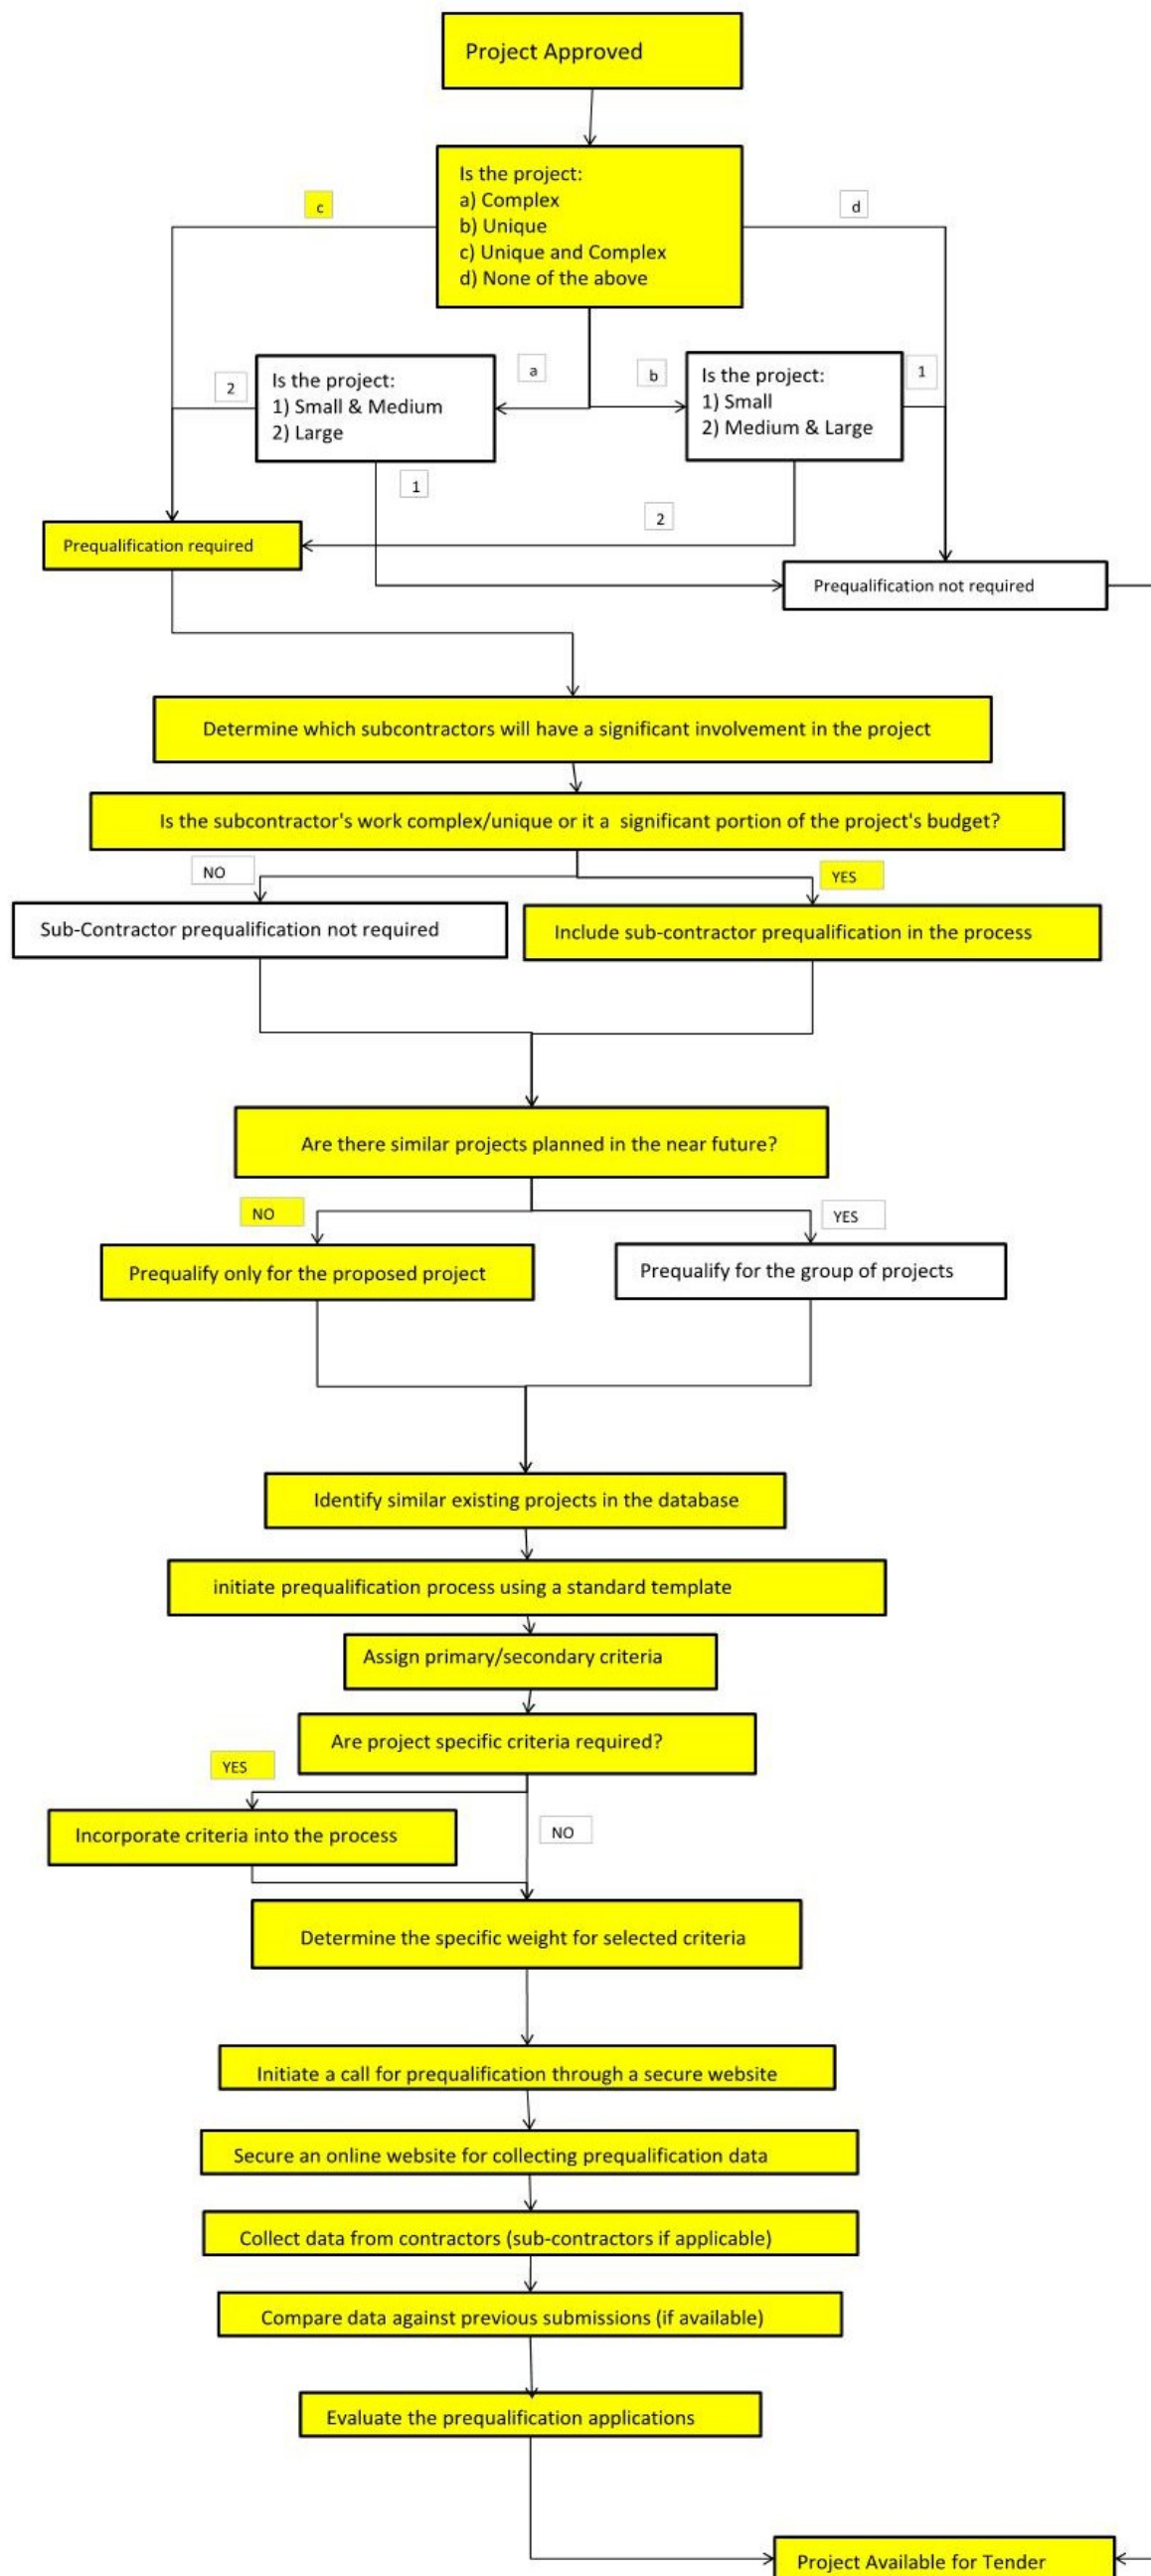 Project Approved
Is the project:
a) Complex
b) Unique
c) Unique and Complex
d) None of the above
c
d
Is the project:
1) Small & Medium
2) Large
2
a
b
Is the project:
1) Small
2) Medium & Large
1
1
2
Prequalification required
Prequalification not required
Determine which subcontractors will have a significant involvement in the project
Is the subcontractor's work complex/unique or it a significant portion of the project's budget?
NO
YES
Sub-Contractor prequalification not required
Include sub-contractor prequalification in the process
Are there similar projects planned in the near future?
NO
YES
Prequalify only for the proposed project
Prequalify for the group of projects
Identify similar existing projects in the database
initiate prequalification process using a standard template
Assign primary/secondary criteria
Are project specific criteria required?
YES
Incorporate criteria into the process
NO
Determine the specific weight for selected criteria
Initiate a call for prequalification through a secure website
Secure an online website for collecting prequalification data
Collect data from contractors (sub-contractors if applicable)
Compare data against previous submissions (if available)
Evaluate the prequalification applications
Project Available for Tender